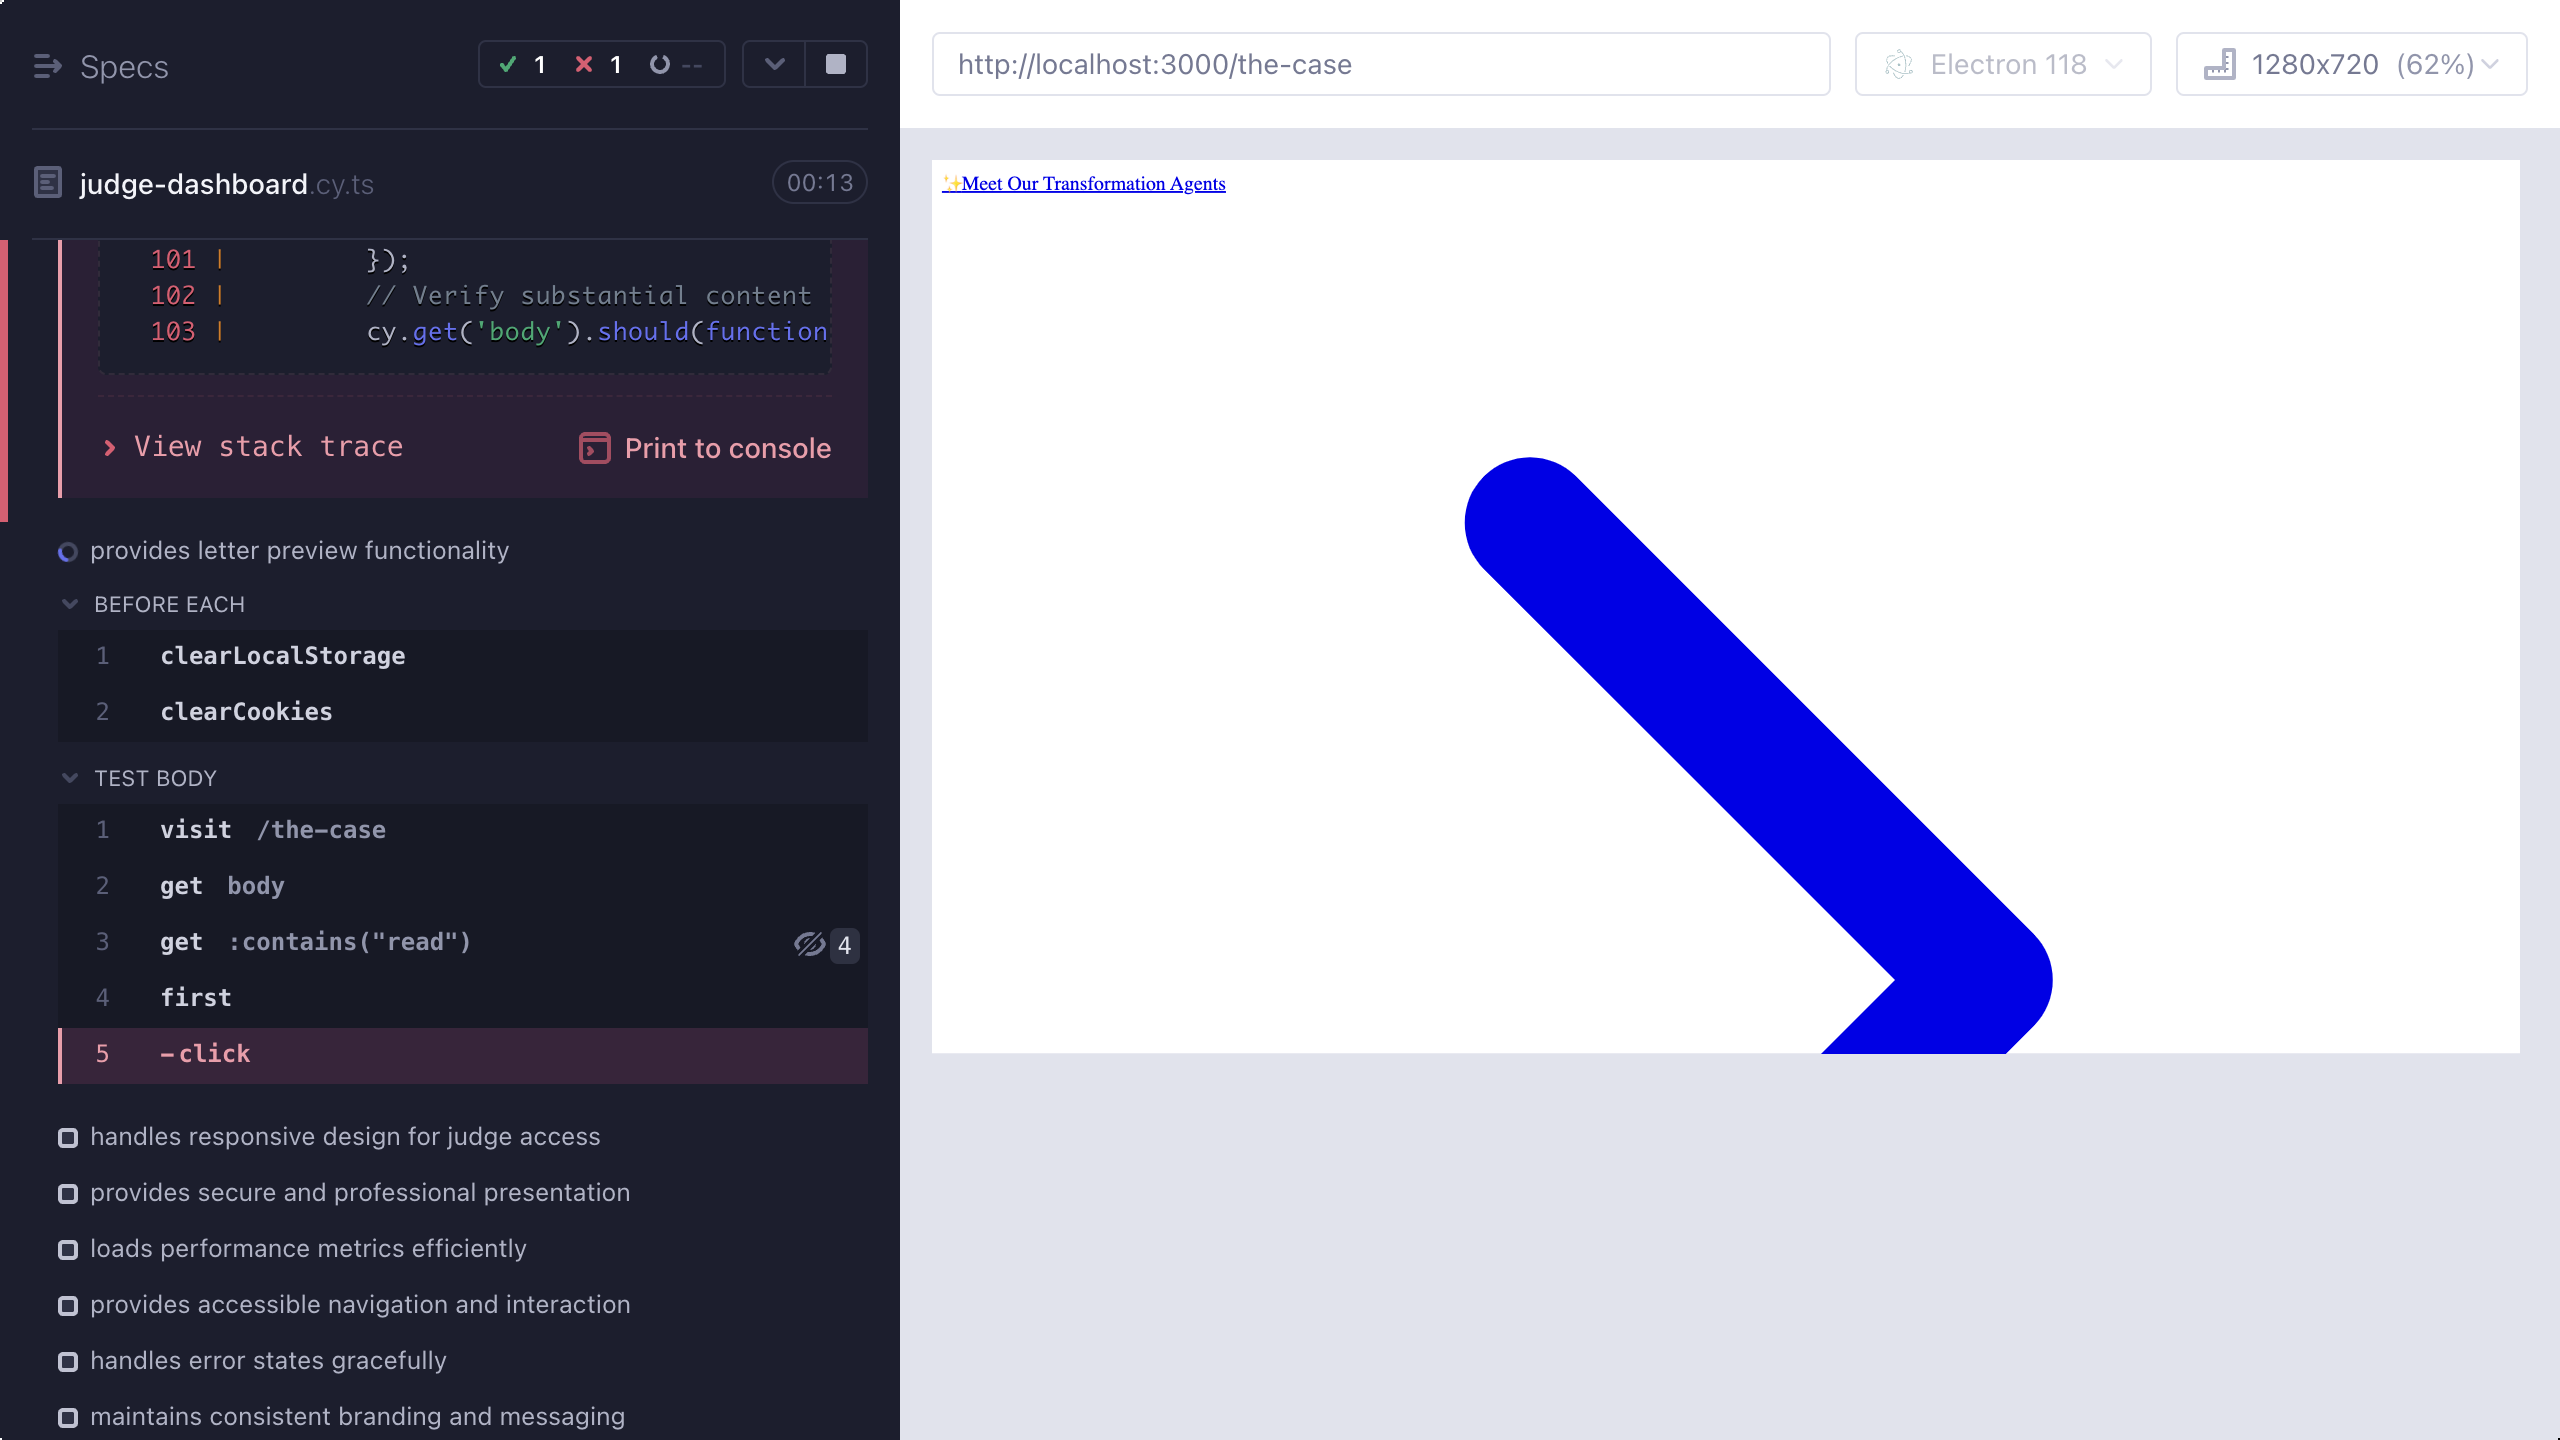 Specs
1
1
--
judge-dashboard.cy.ts
00:13
101 | });
102 | // Verify substantial content
103 | cy.get('body').should(function
View stack trace
Print to console
provides letter preview functionality
BEFORE EACH
1 clearLocalStorage
2 clearCookies
TEST BODY
1 visit /the-case
2 get body
3 get :contains("read") 4
4 first
5 -click
handles responsive design for judge access
provides secure and professional presentation
loads performance metrics efficiently
provides accessible navigation and interaction
handles error states gracefully
maintains consistent branding and messaging
http://localhost:3000/the-case
Electron 118
1280x720 (62%)
✨Meet Our Transformation Agents